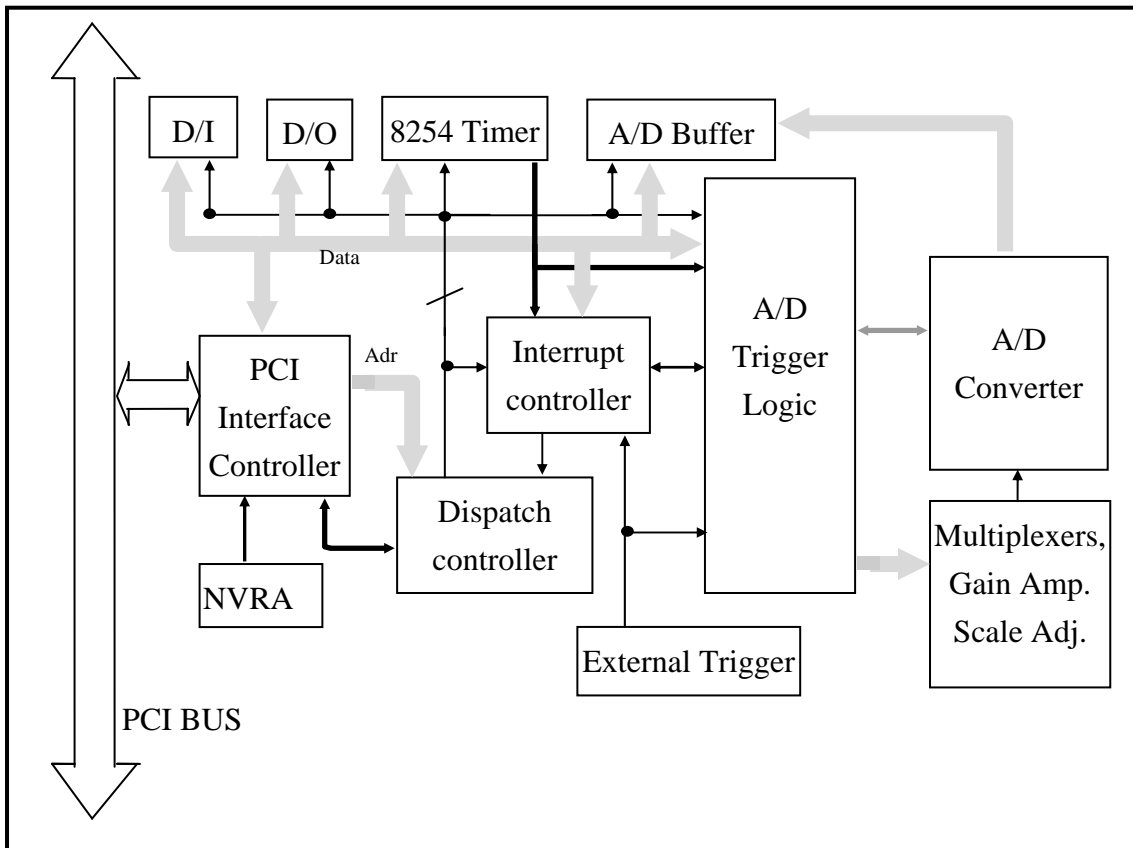 D/I
D/O
8254 Timer
A/D Buffer
Data
A/D
Trigger
Logic
A/D
Converter
PCI
Interface
Controller
Adr
Interrupt
controller
Dispatch
controller
Multiplexers,
Gain Amp.
Scale Adj.
NVRA
External Trigger
PCI BUS